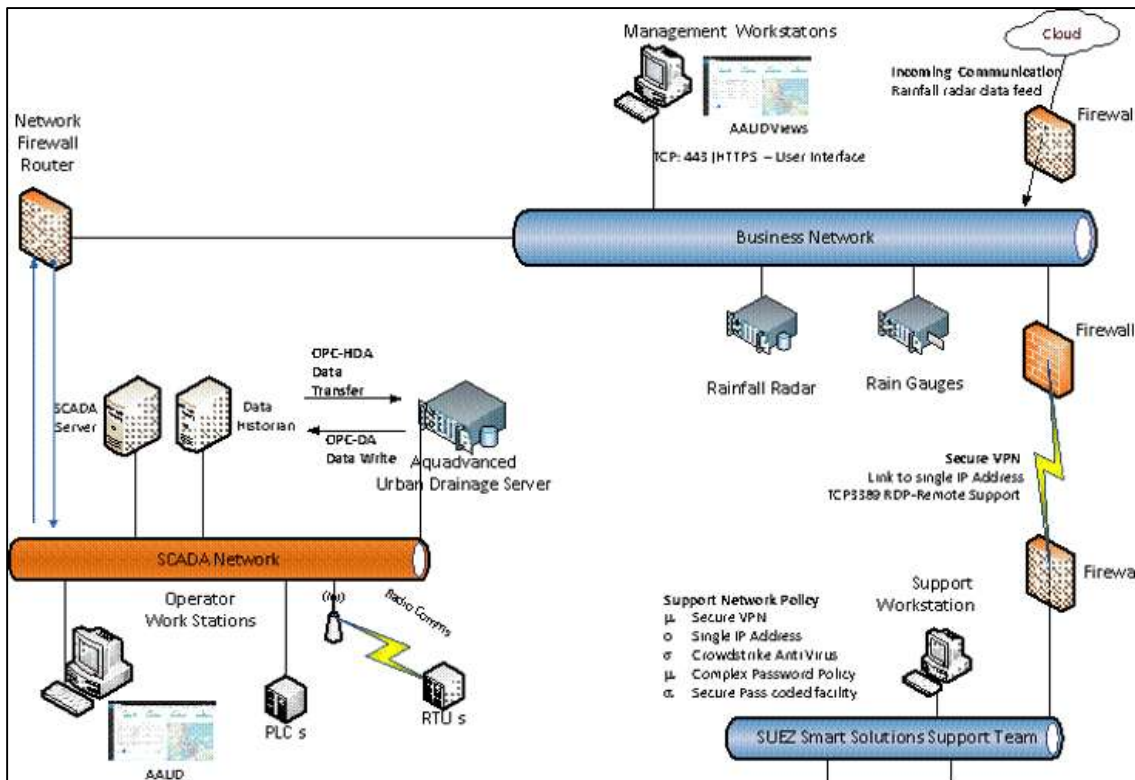 Management Workstatons
Cloud
Incoming Communication
Rainfall radar data feed
Firewal
AAUDViews
TCP: 443 |HTTPS – User Interface
Network
Firewall
Router
Business Network
Rainfall Radar
Rain Gauges
Firewall
OPC-HDA
Data
Transfer
SCADA
Server
Data
Historian
OPC-DA
Data Write
Aquadvanced
Urban Drainage Server
Secure VPN
Link to single IP Address
TCP3389 RDP-Remote Support
SCADA Network
Operator
Work Stations
Radio Comms
PLC s
RTU s
AAUD
Support Network Policy
μ Secure VPN
o Single IP Address
σ Crowdstrike Anti Virus
μ Complex Password Policy
σ Secure Pass coded facility
Support
Workstation
Firewa
SUEZ Smart Solutions Support Team